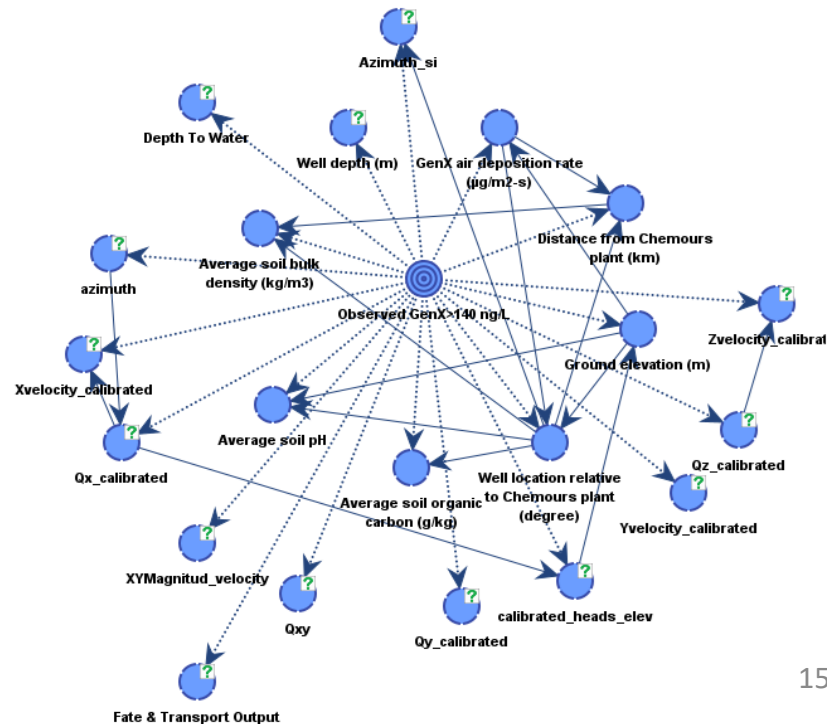 ?
Azimuth_si
?
Depth To Water
?
Well depth (m)
GenX air deposition rate
(µg/m2-s)
Distance from Chemours
plant (km)
Average soil bulk
density (kg/m3)
?
azimuth
Observed GenX>140 ng/L
?
Zvelocity_calibrat
Ground elevation (m)
?
Xvelocity_calibrated
Average soil pH
?
Qx_calibrated
Well location relative
to Chemours plant
(degree)
?
Qz_calibrated
Average soil organic
carbon (g/kg)
?
Yvelocity_calibrated
?
XYMagnitud_velocity
?
calibrated_heads_elev
?
Qxy
?
Qy_calibrated
?
Fate & Transport Output
15